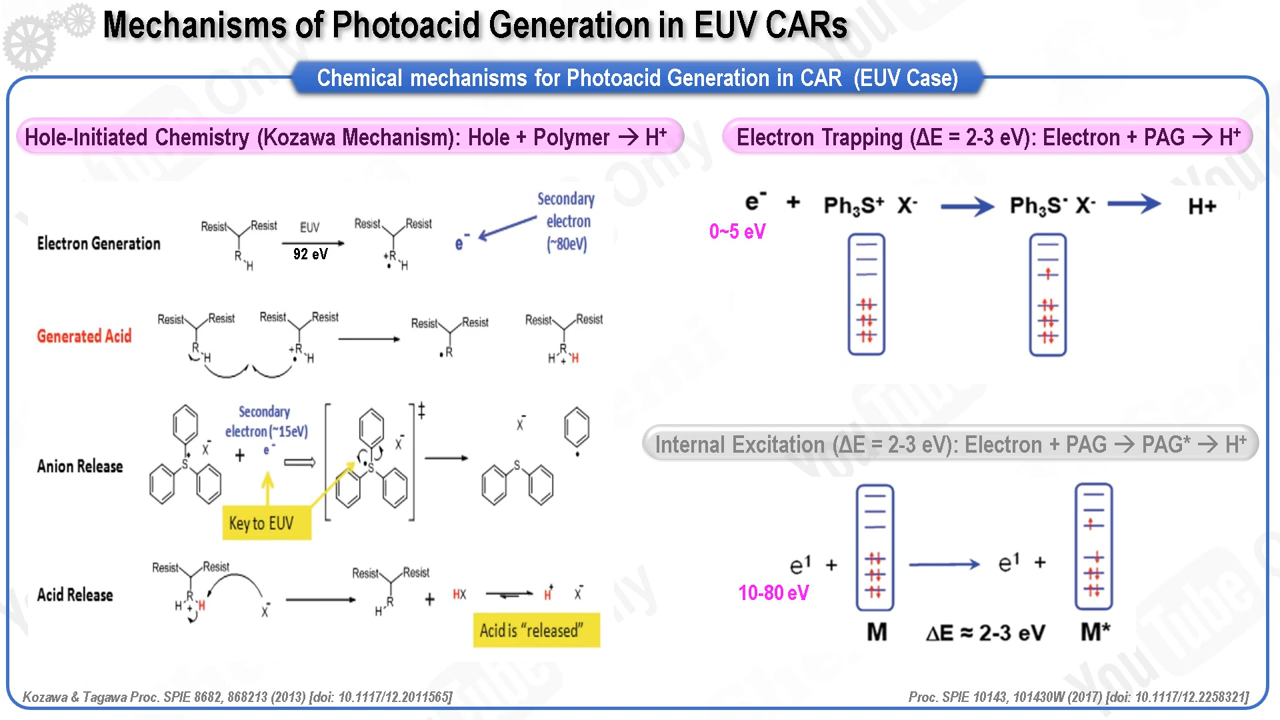 Mechanisms of Photoacid Generation in EUV CARs
Chemical mechanisms for Photoacid Generation in CAR (EUV Case)
Hole-Initiated Chemistry (Kozawa Mechanism): Hole + Polymer → H⁺
Electron Generation
Resist Resist
R
H
EUV
92 eV
Resist Resist
+R
•
H
e⁻
Secondary
electron
(~80eV)
Generated Acid
Resist Resist
R
H
Resist Resist
+R
•
H
Resist Resist
•R
Resist Resist
R
H + H
Anion Release
S⁺
X⁻
+
Secondary
electron (~15eV)
e⁻
S
X⁻
‡
X⁻
S
•
Key to EUV
Acid Release
Resist Resist
R
H + H
X⁻
Resist Resist
R
H
+
HX
H⁺
X⁻
Acid is “released”
Kozawa & Tagawa Proc. SPIE 8682, 868213 (2013) [doi: 10.1117/12.2011565]
Electron Trapping (ΔE = 2-3 eV): Electron + PAG → H⁺
e⁻ + Ph₃S⁺ X⁻ → Ph₃S• X⁻ → H+
0~5 eV
Internal Excitation (ΔE = 2-3 eV): Electron + PAG → PAG* → H⁺
e¹ + → e¹ +
10-80 eV
M ΔE ≈ 2-3 eV M*
Proc. SPIE 10143, 101430W (2017) [doi: 10.1117/12.2258321]
YouTube
Only